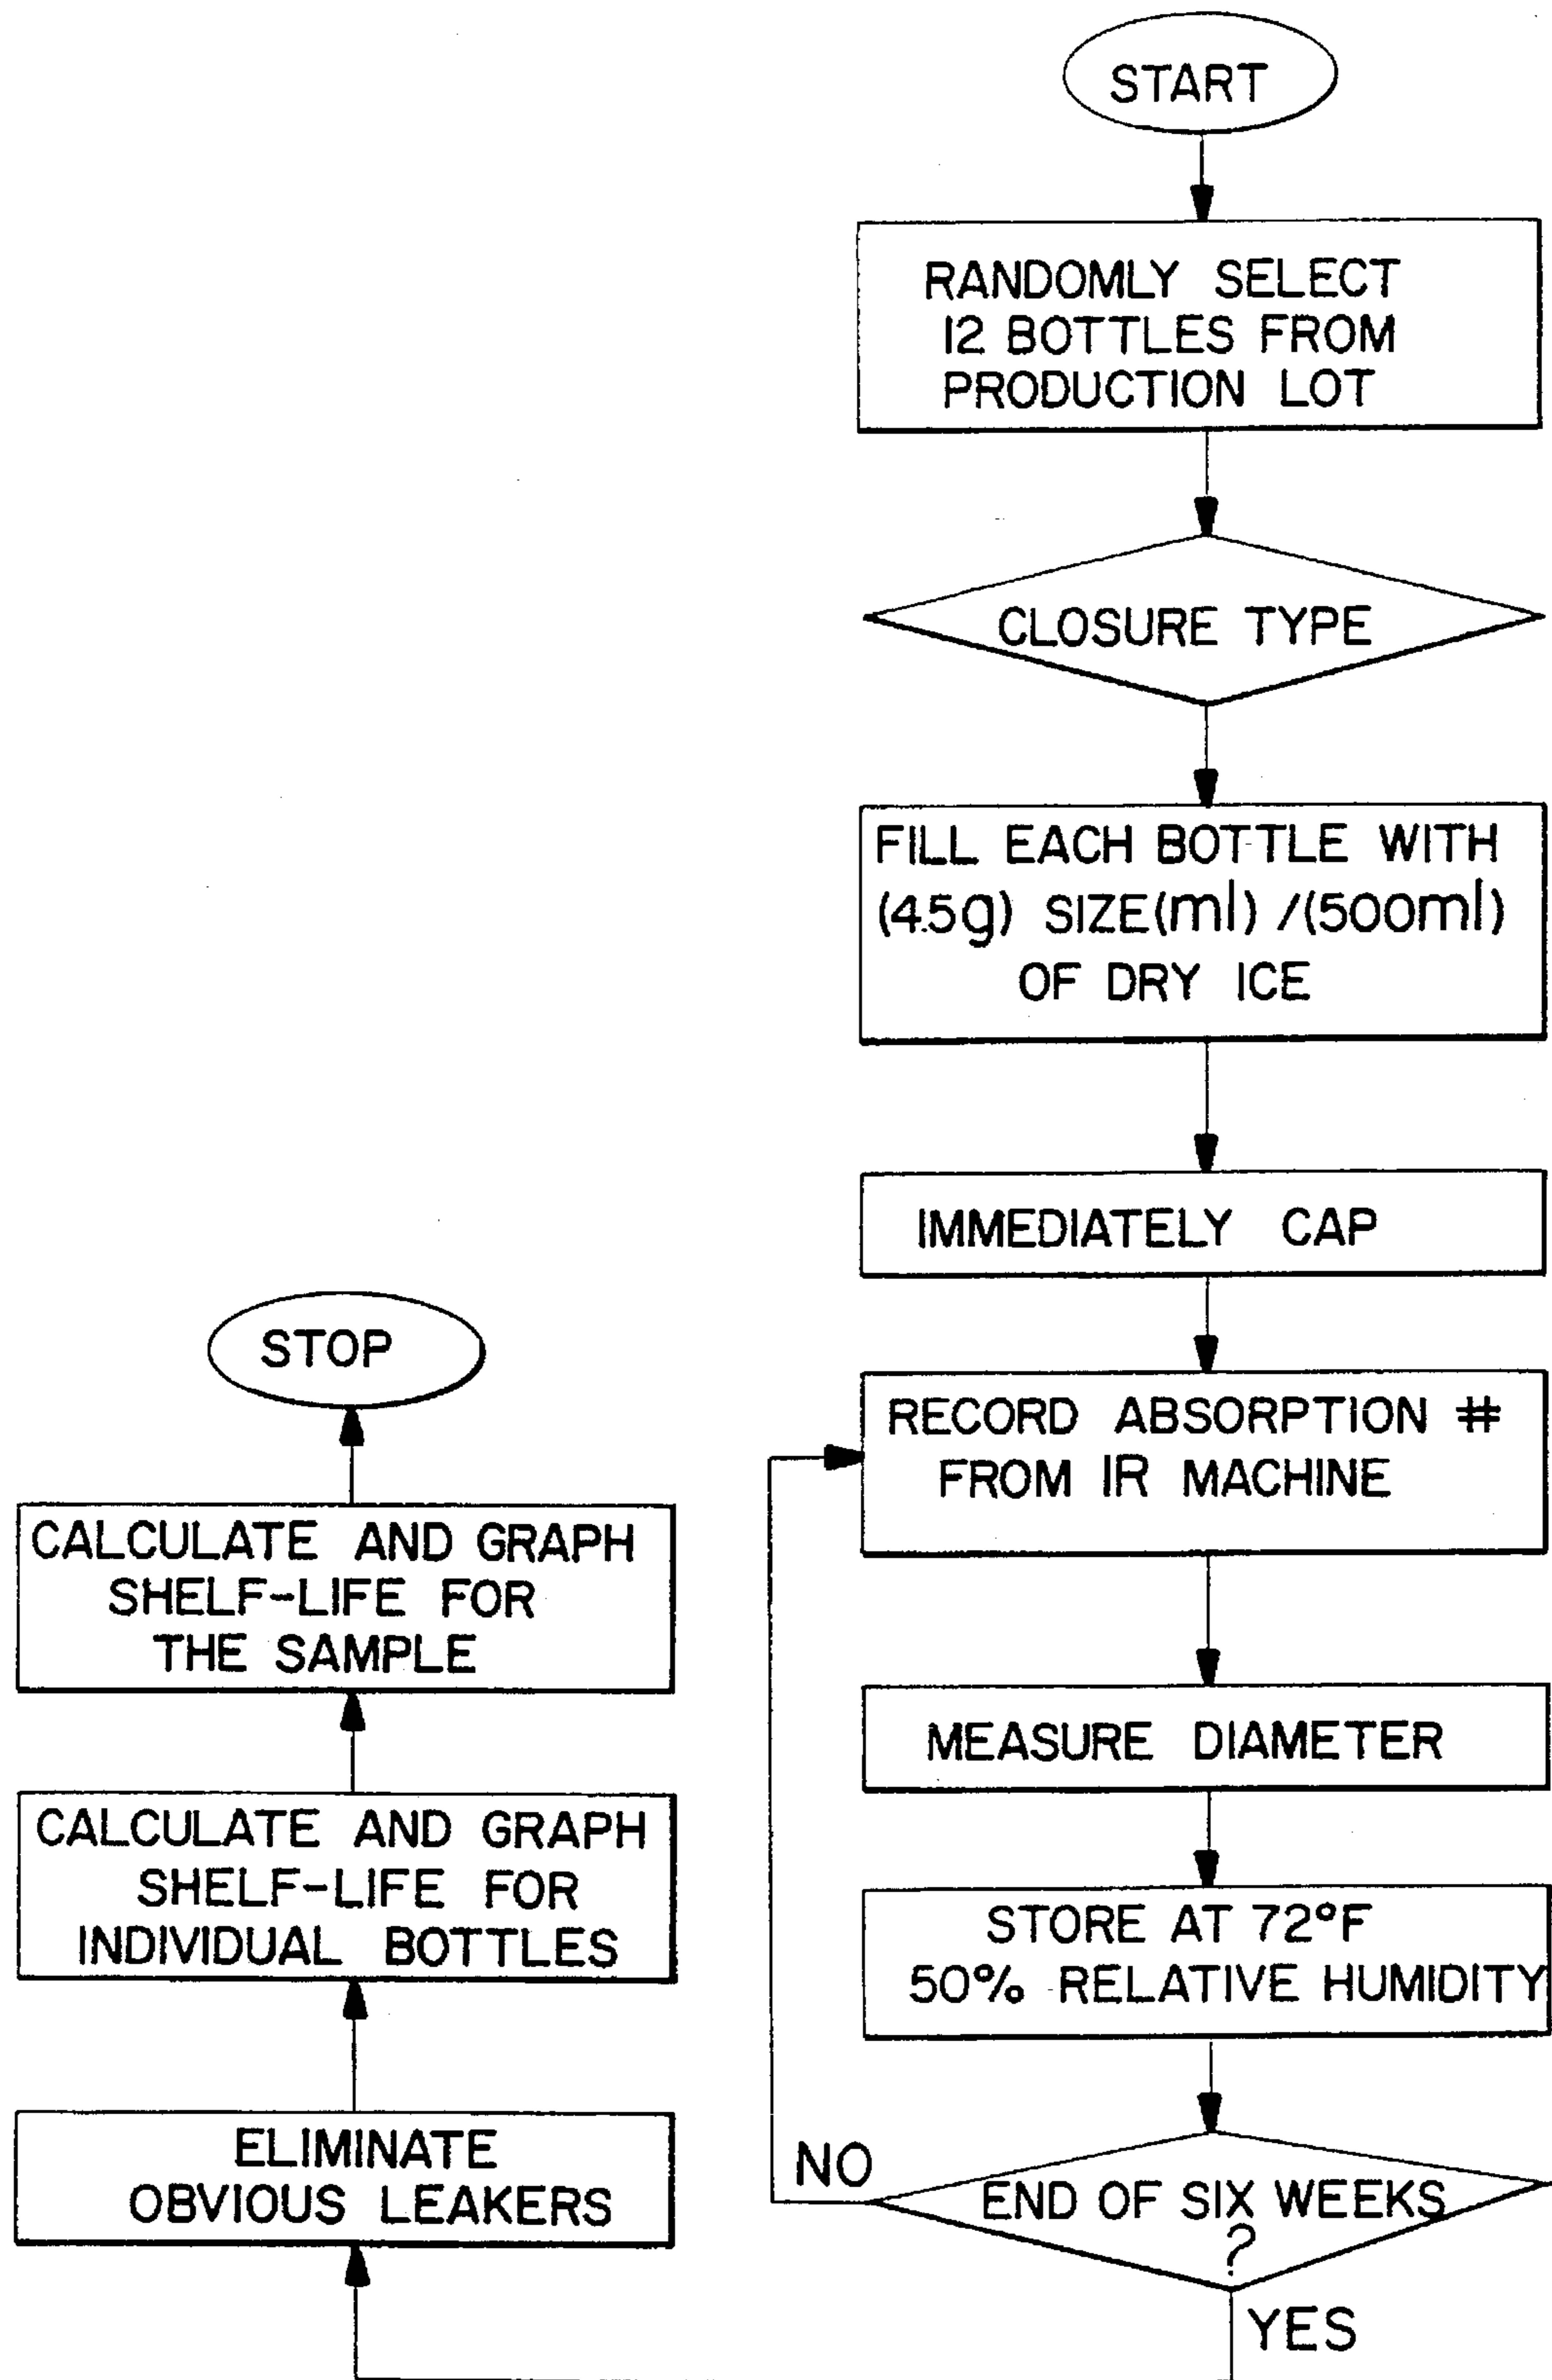 START
RANDOMLY SELECT
12 BOTTLES FROM
PRODUCTION LOT
CLOSURE TYPE
FILL EACH BOTTLE WITH
(4.5g) SIZE(ml) /(500ml)
OF DRY ICE
IMMEDIATELY CAP
RECORD ABSORPTION #
FROM IR MACHINE
MEASURE DIAMETER
STORE AT 72°F
50% RELATIVE HUMIDITY
END OF SIX WEEKS
?
NO
YES
ELIMINATE
OBVIOUS LEAKERS
CALCULATE AND GRAPH
SHELF-LIFE FOR
INDIVIDUAL BOTTLES
CALCULATE AND GRAPH
SHELF-LIFE FOR
THE SAMPLE
STOP